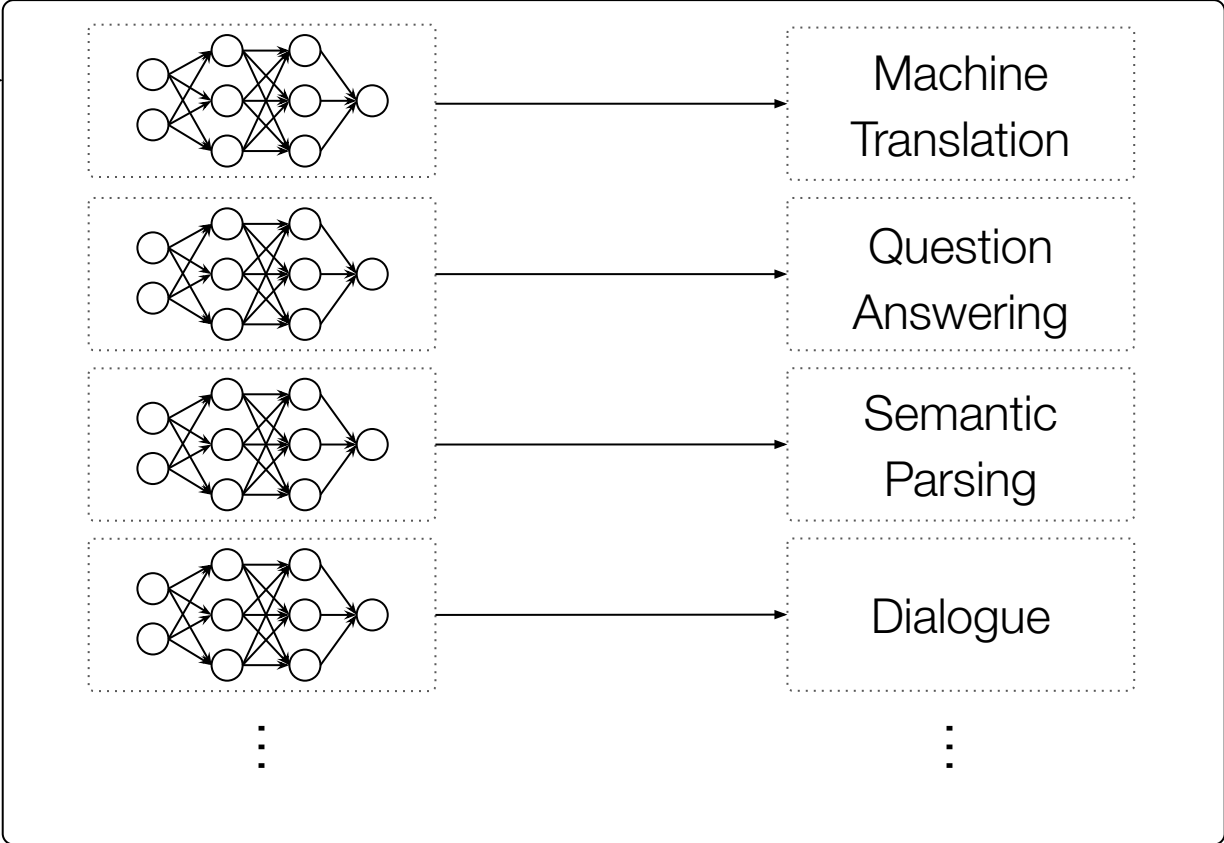 Machine
Translation
Question
Answering
Semantic
Parsing
Dialogue